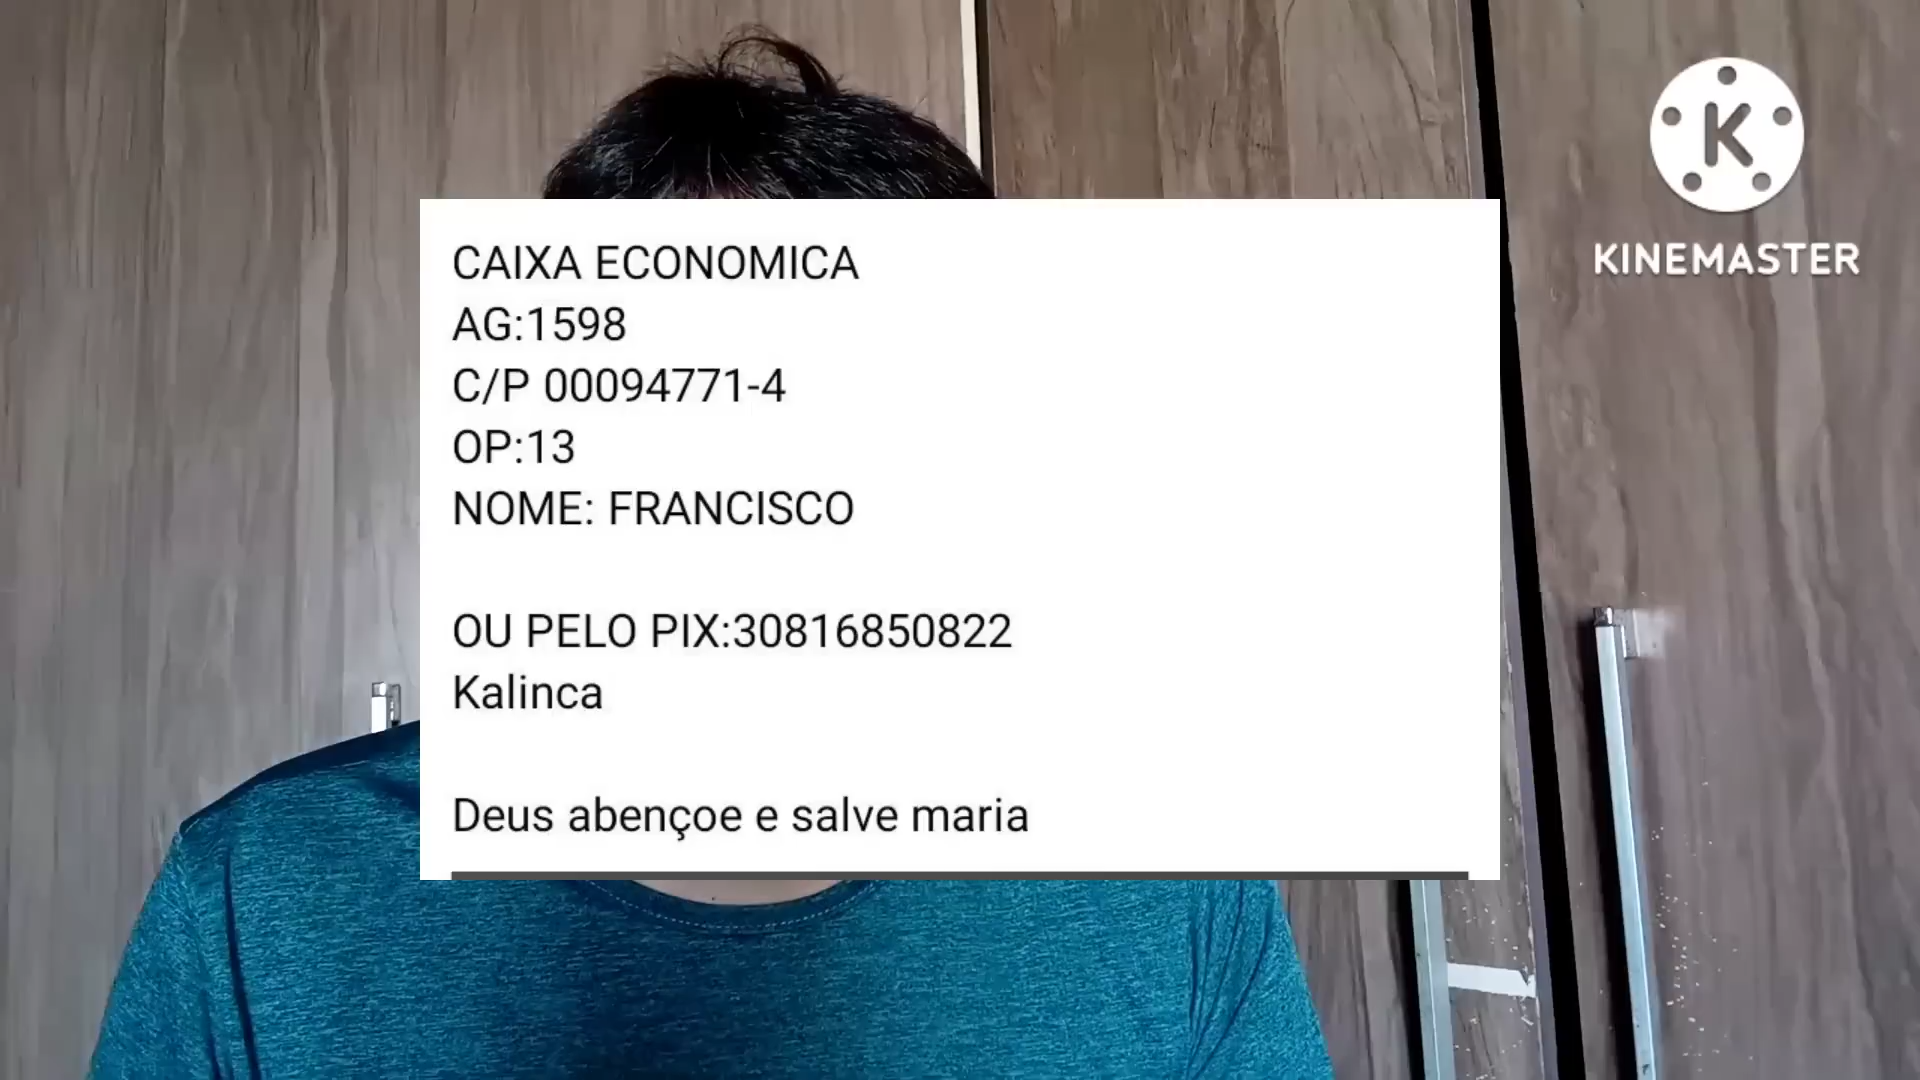 CAIXA ECONOMICA
AG:1598
C/P 00094771-4
OP:13
NOME: FRANCISCO
OU PELO PIX:30816850822
Kalinca
Deus abençoe e salve maria
K
KINEMASTER